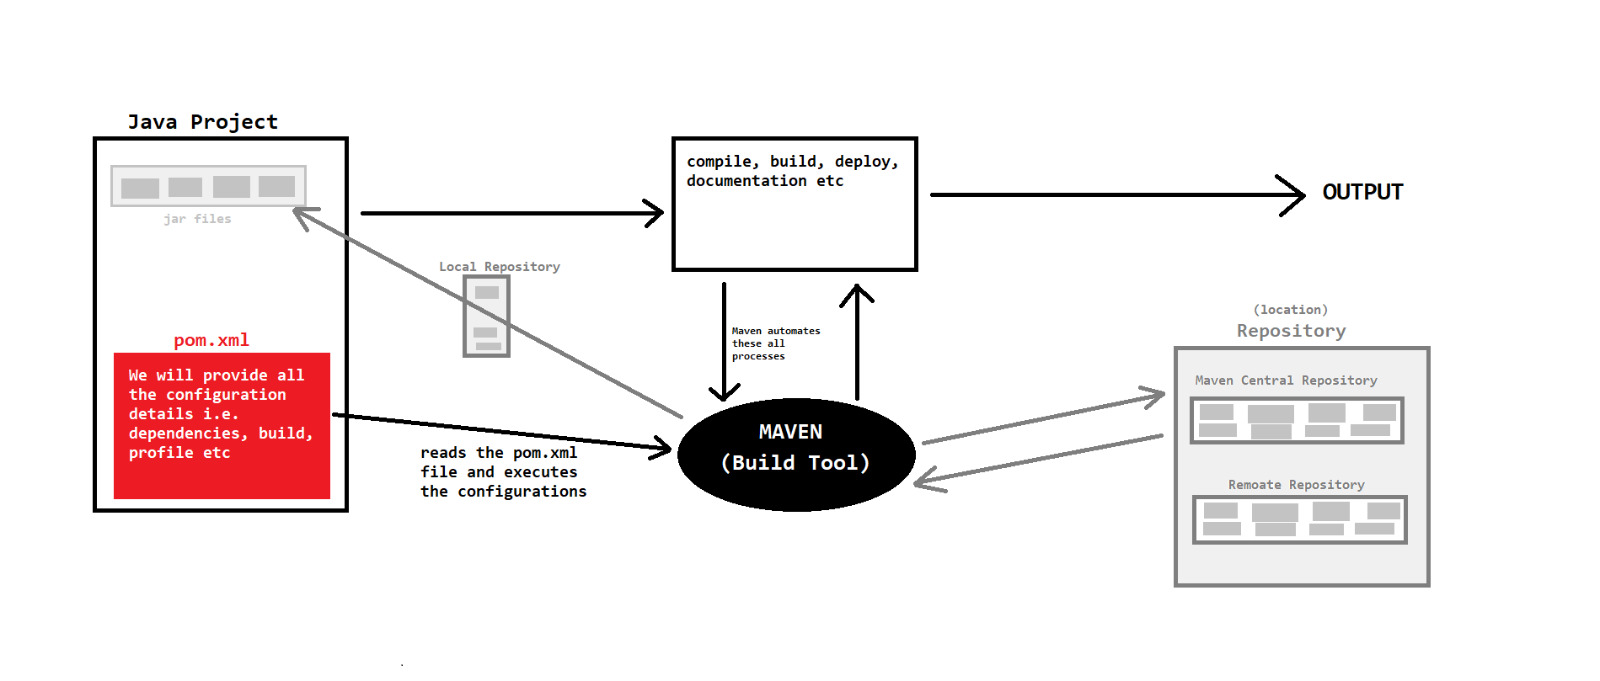 Java Project
jar files
pom.xml
We will provide all
the configuration
details i.e.
dependencies, build,
profile etc
reads the pom.xml
file and executes
the configurations
Local Repository
compile, build, deploy,
documentation etc
Maven automates
these all
processes
MAVEN
(Build Tool)
OUTPUT
(location)
Repository
Maven Central Repository
Remoate Repository